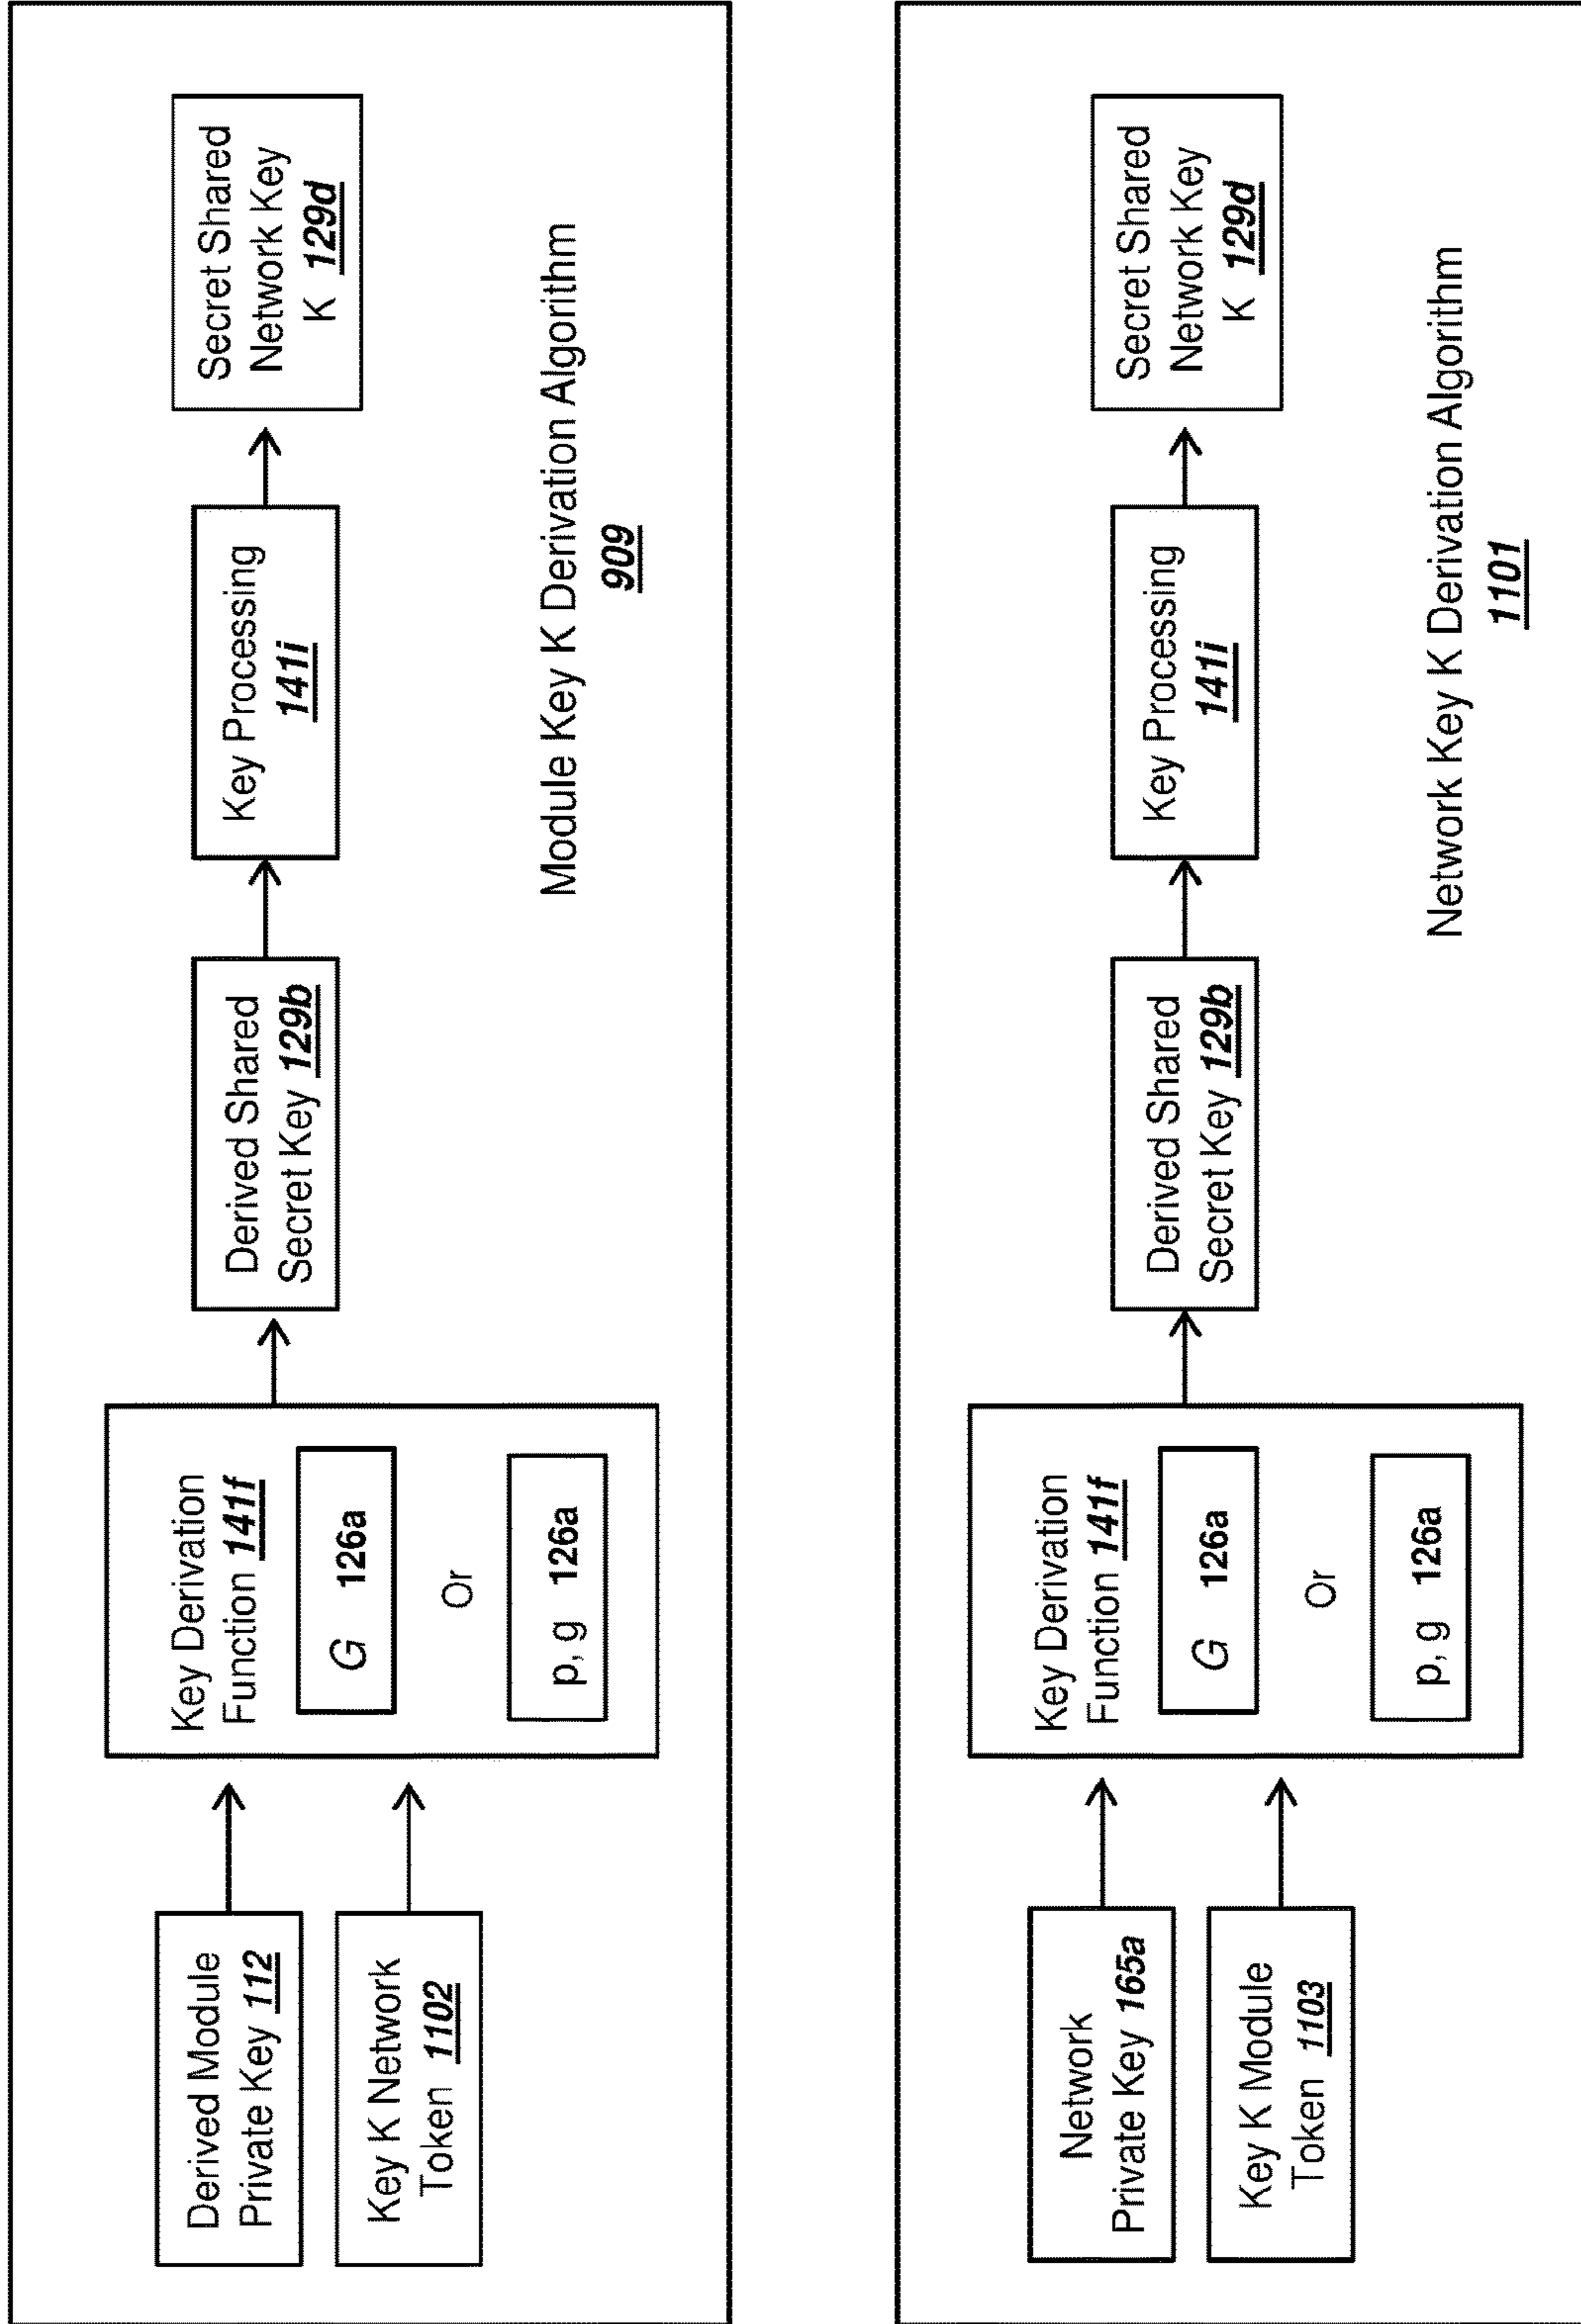 Derived Module
Private Key 112
Key K Network
Token 1102
Key Derivation
Function 141f
G 126a
Or
p, g 126a
Derived Shared
Secret Key 129b
Key Processing
141i
Secret Shared
Network Key
K 129d
Module Key K Derivation Algorithm
909
Network
Private Key 165a
Key K Module
Token 1103
Key Derivation
Function 141f
G 126a
Or
p, g 126a
Derived Shared
Secret Key 129b
Key Processing
141i
Secret Shared
Network Key
K 129d
Network Key K Derivation Algorithm
1101